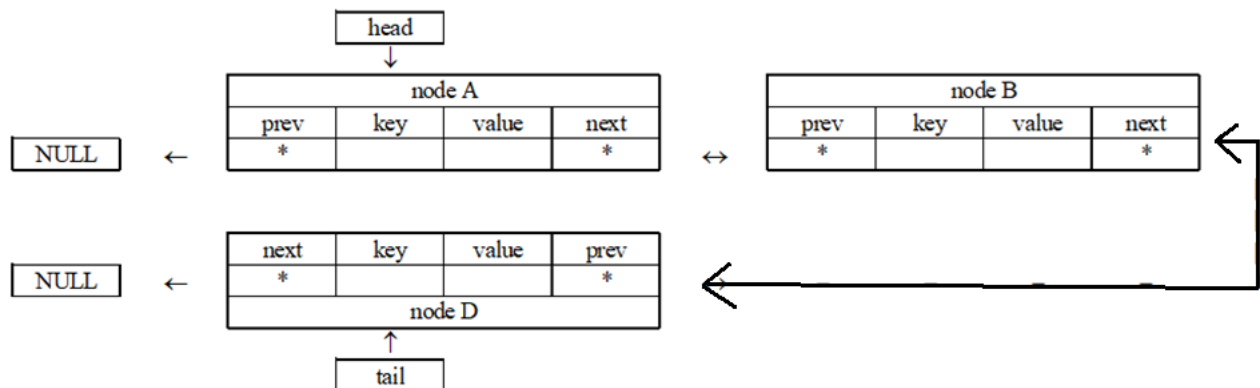 head
node A
node B
prev key value next
prev key value next
NULL ← * * ↔ * *
next key value prev
NULL ← * *
node D
tail